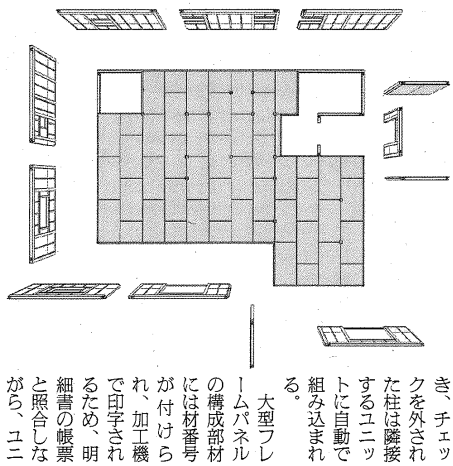 き、チェッ
クを外され
た柱は隣接
するユニッ
トに自動で
組み込まれ
る。
　大型フレ
ームパネル
の構成部材
には材番号
が付けら
れ、加工機
で印字され
るため、明
細書の帳票
と照合しな
がら、ユニ